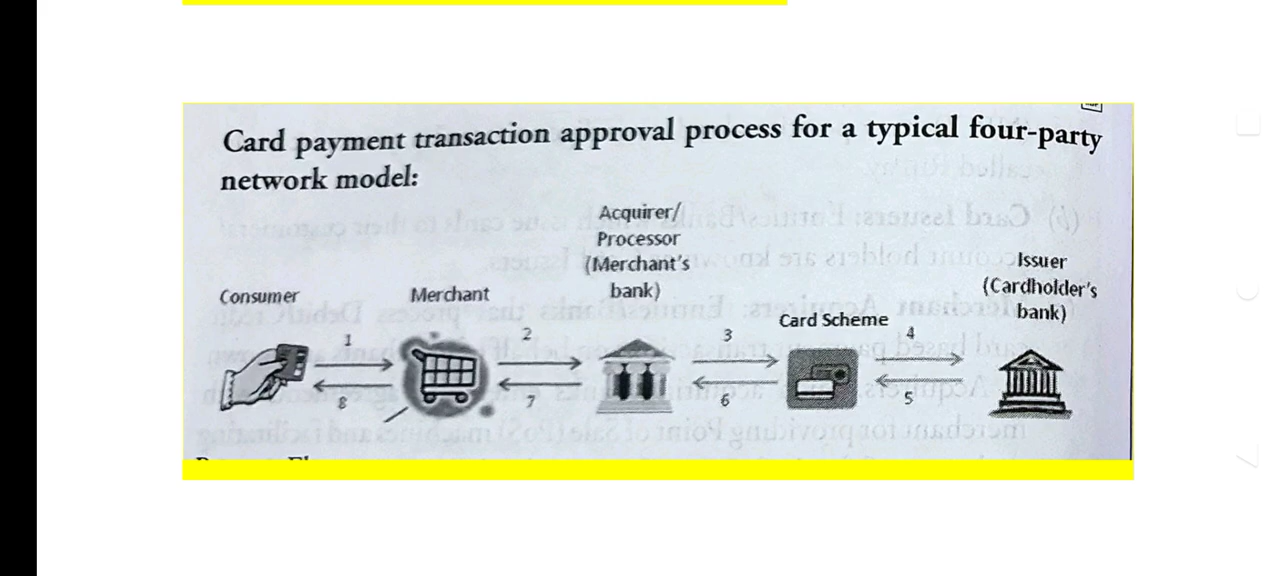 Card payment transaction approval process for a typical four-party
network model:
Acquirer/
Processor
(Merchant's
bank)
Issuer
(Cardholder's
bank)
Consumer
Merchant
Card Scheme
1
2
3
4
8
7
6
5